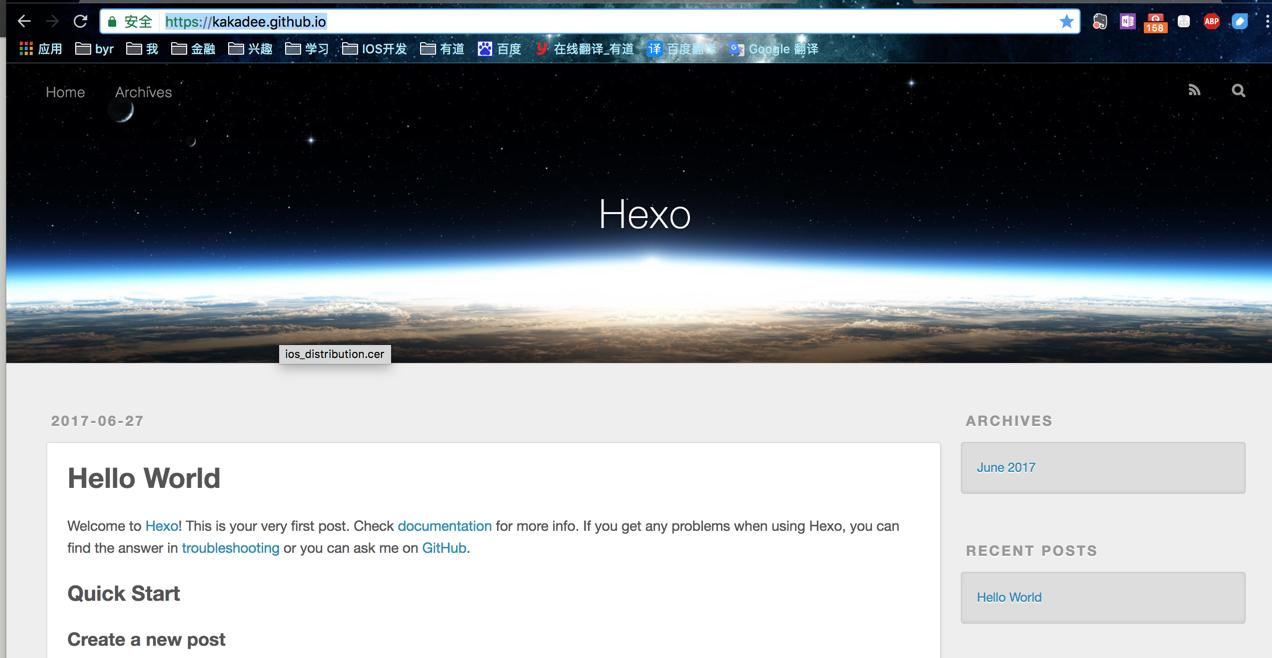 安全 https://kakadee.github.io
158 ABP
应用 byr 我 金融 兴趣 学习 IOS开发 有道 百度 在线翻译_有道 译 百度翻译 Google 翻译
Home Archives
Hexo
ios_distribution.cer
2017-06-27
Hello World
Welcome to Hexo! This is your very first post. Check documentation for more info. If you get any problems when using Hexo, you can
find the answer in troubleshooting or you can ask me on GitHub.
Quick Start
Create a new post
ARCHIVES
June 2017
RECENT POSTS
Hello World